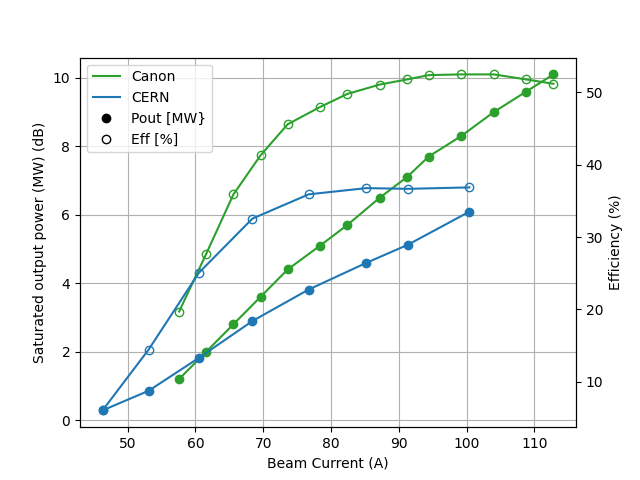 Canon
CERN
Pout [MW}
Eff [%]
Saturated output power (MW) (dB)
10
8
6
4
2
0
50
40
30
20
10
Efficiency (%)
50 60 70 80 90 100 110
Beam Current (A)